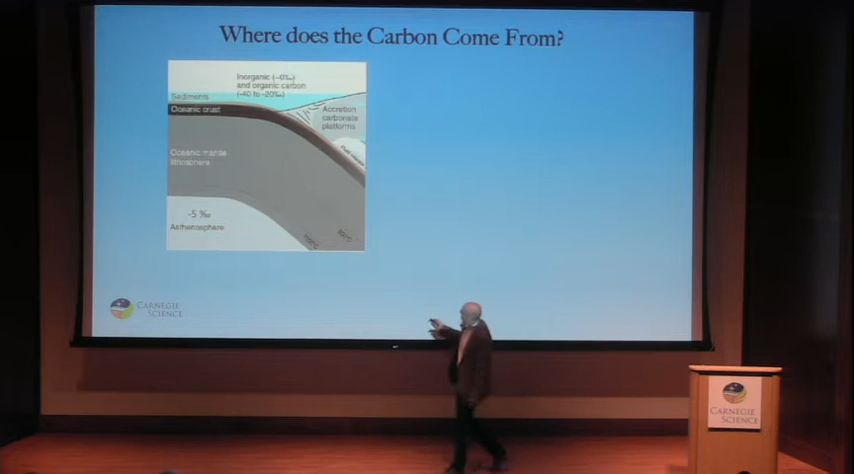 Where does the Carbon Come From?
Inorganic (~0‰)
and organic carbon
(-40 to -20‰)
Sediments
Oceanic crust
Accretion
carbonate
platforms
Oceanic mantle
lithosphere
-5 ‰
Asthenosphere
CARNEGIE
SCIENCE
CARNEGIE
SCIENCE